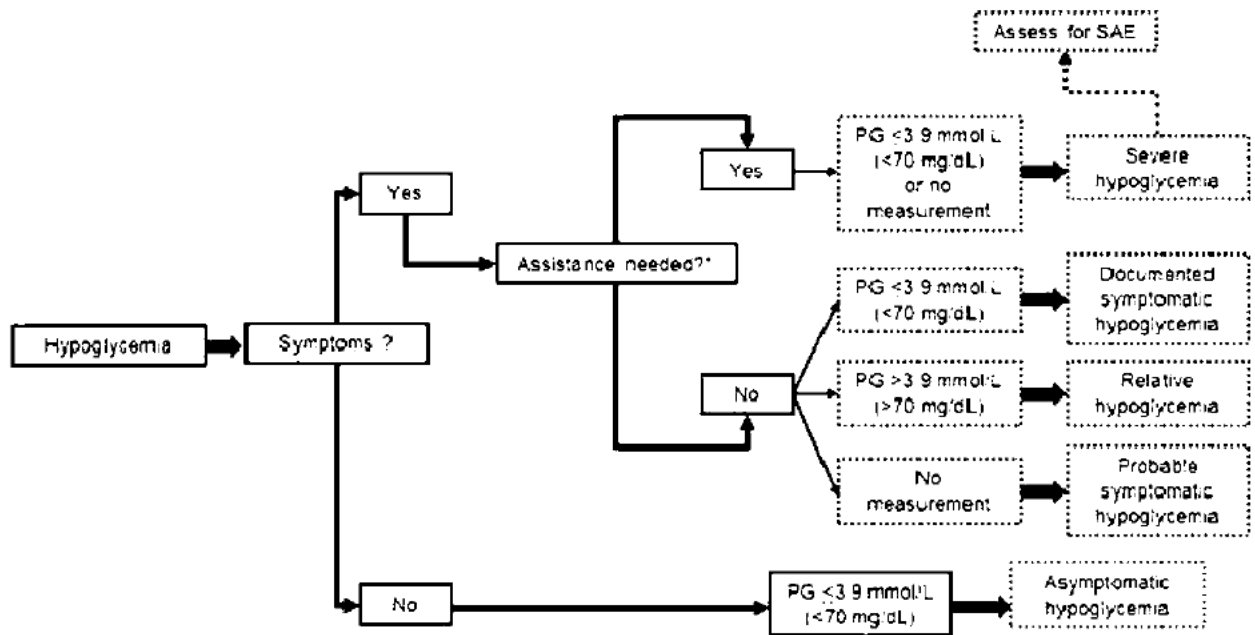 Assess for SAE
Yes
PG ≤3.9 mmol/L
(<70 mg/dL)
or no
measurement
Severe
hypoglycemia
Yes
Assistance needed?*
PG ≤3.9 mmol/L
(<70 mg/dL)
Documented
symptomatic
hypoglycemia
Hypoglycemia
Symptoms ?
No
PG >3.9 mmol/L
(>70 mg/dL)
Relative
hypoglycemia
No
measurement
Probable
symptomatic
hypoglycemia
No
PG ≤3.9 mmol/L
(<70 mg/dL)
Asymptomatic
hypoglycemia